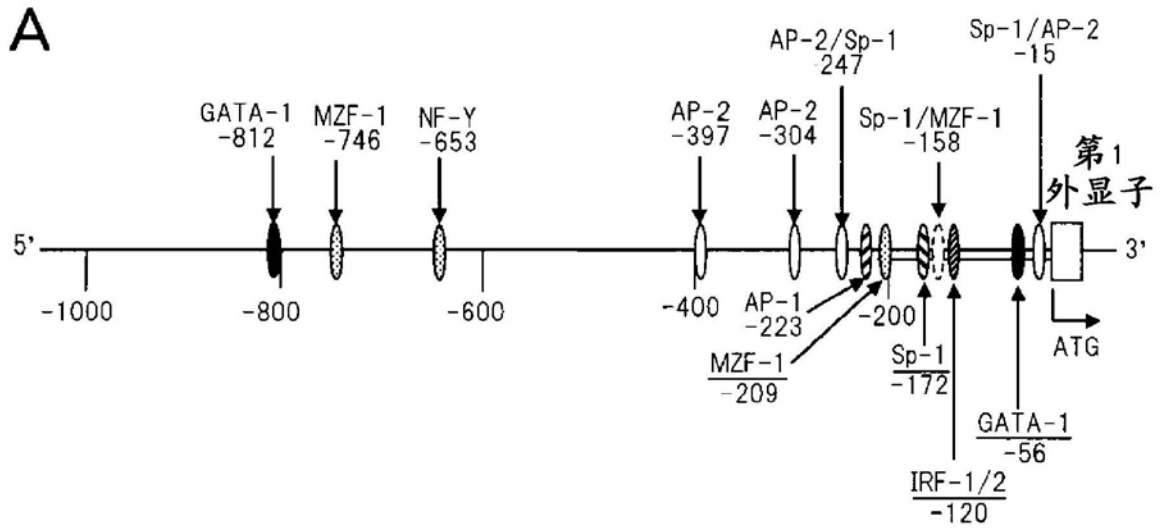 A
AP-2/Sp-1
-247
Sp-1/AP-2
-15
GATA-1
-812
MZF-1
-746
NF-Y
-653
AP-2
-397
AP-2
-304
Sp-1/MZF-1
-158
第1
外显子
5'
3'
-1000
-800
-600
-400
-200
AP-1
-223
MZF-1
-209
Sp-1
-172
ATG
GATA-1
-56
IRF-1/2
-120